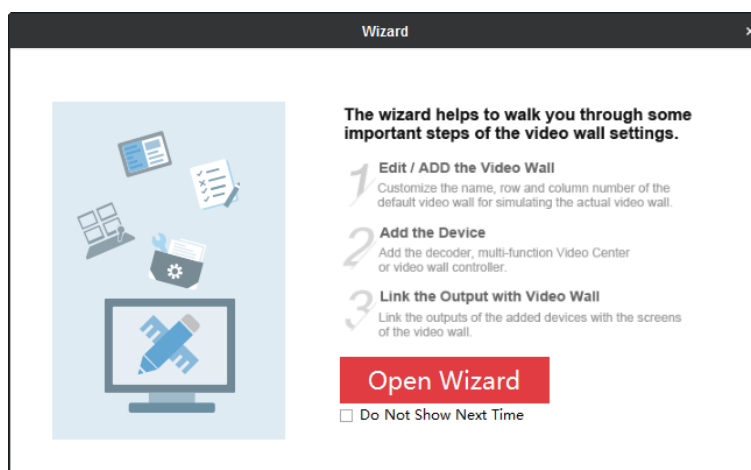 Wizard
×
The wizard helps to walk you through some
important steps of the video wall settings.
1 Edit / ADD the Video Wall
Customize the name, row and column number of the
default video wall for simulating the actual video wall.
2 Add the Device
Add the decoder, multi-function Video Center
or video wall controller.
3 Link the Output with Video Wall
Link the outputs of the added devices with the screens
of the video wall.
Open Wizard
Do Not Show Next Time